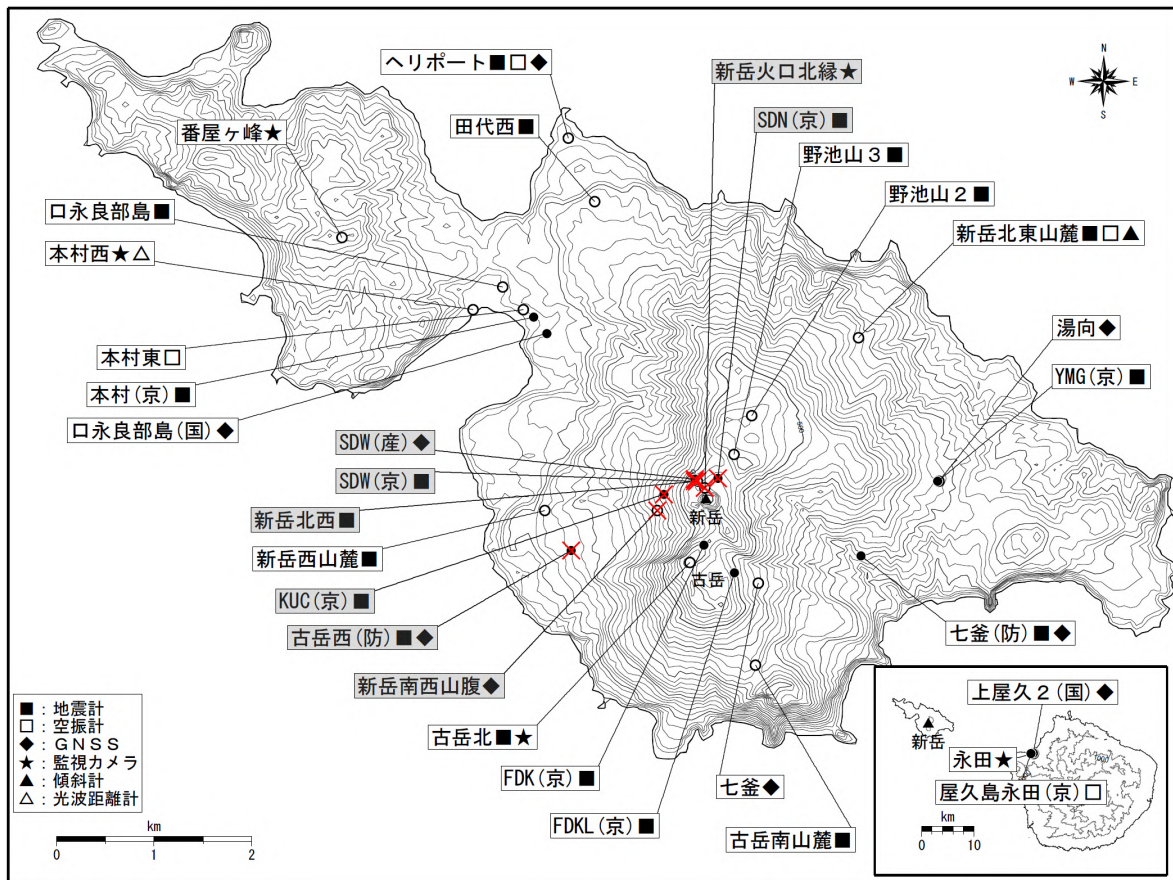 ヘリポート■□◆
新岳火口北縁★
N
W E
S
田代西■
SDN(京)■
番屋ヶ峰★
野池山3■
野池山2■
口永良部島■
新岳北東山麓■□▲
本村西★△
湯向◆
本村東□
YMG(京)■
本村(京)■
口永良部島(国)◆
SDW(産)◆
SDW(京)■
新岳北西■
新岳
新岳西山麓■
古岳
KUC(京)■
古岳西(防)■◆
七釜(防)■◆
新岳南西山腹◆
古岳北■★
FDK(京)■
七釜◆
FDKL(京)■
古岳南山麓■
■：地震計
□：空振計
◆：GNSS
★：監視カメラ
▲：傾斜計
△：光波距離計
km
0 1 2
上屋久2(国)◆
新岳
永田★
屋久島永田(京)□
km
0 10